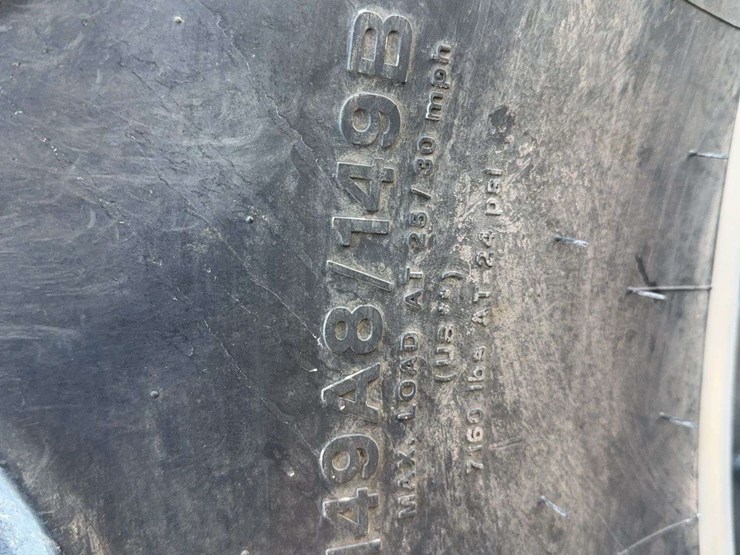 149A8/149B
MAX. LOAD AT 25/30 mph
(US **)
7160 lbs AT 24 psi